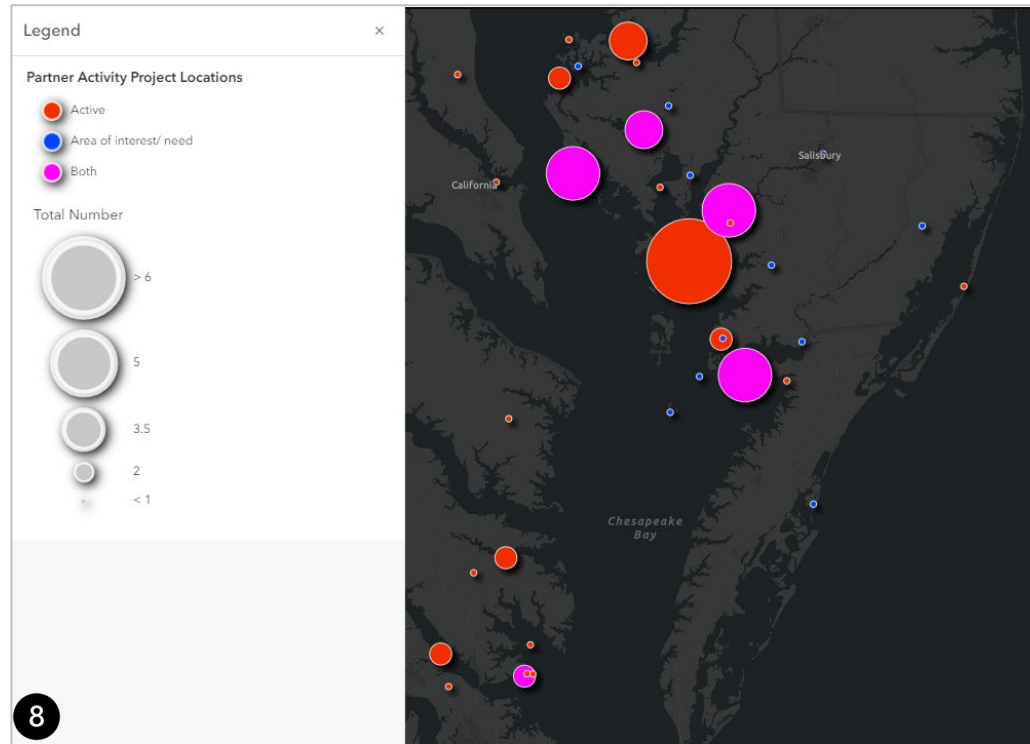 Legend
×
Partner Activity Project Locations
Active
Area of interest/ need
Both
Total Number
> 6
5
3.5
2
< 1
8
Salisbury
California
Chesapeake
Bay